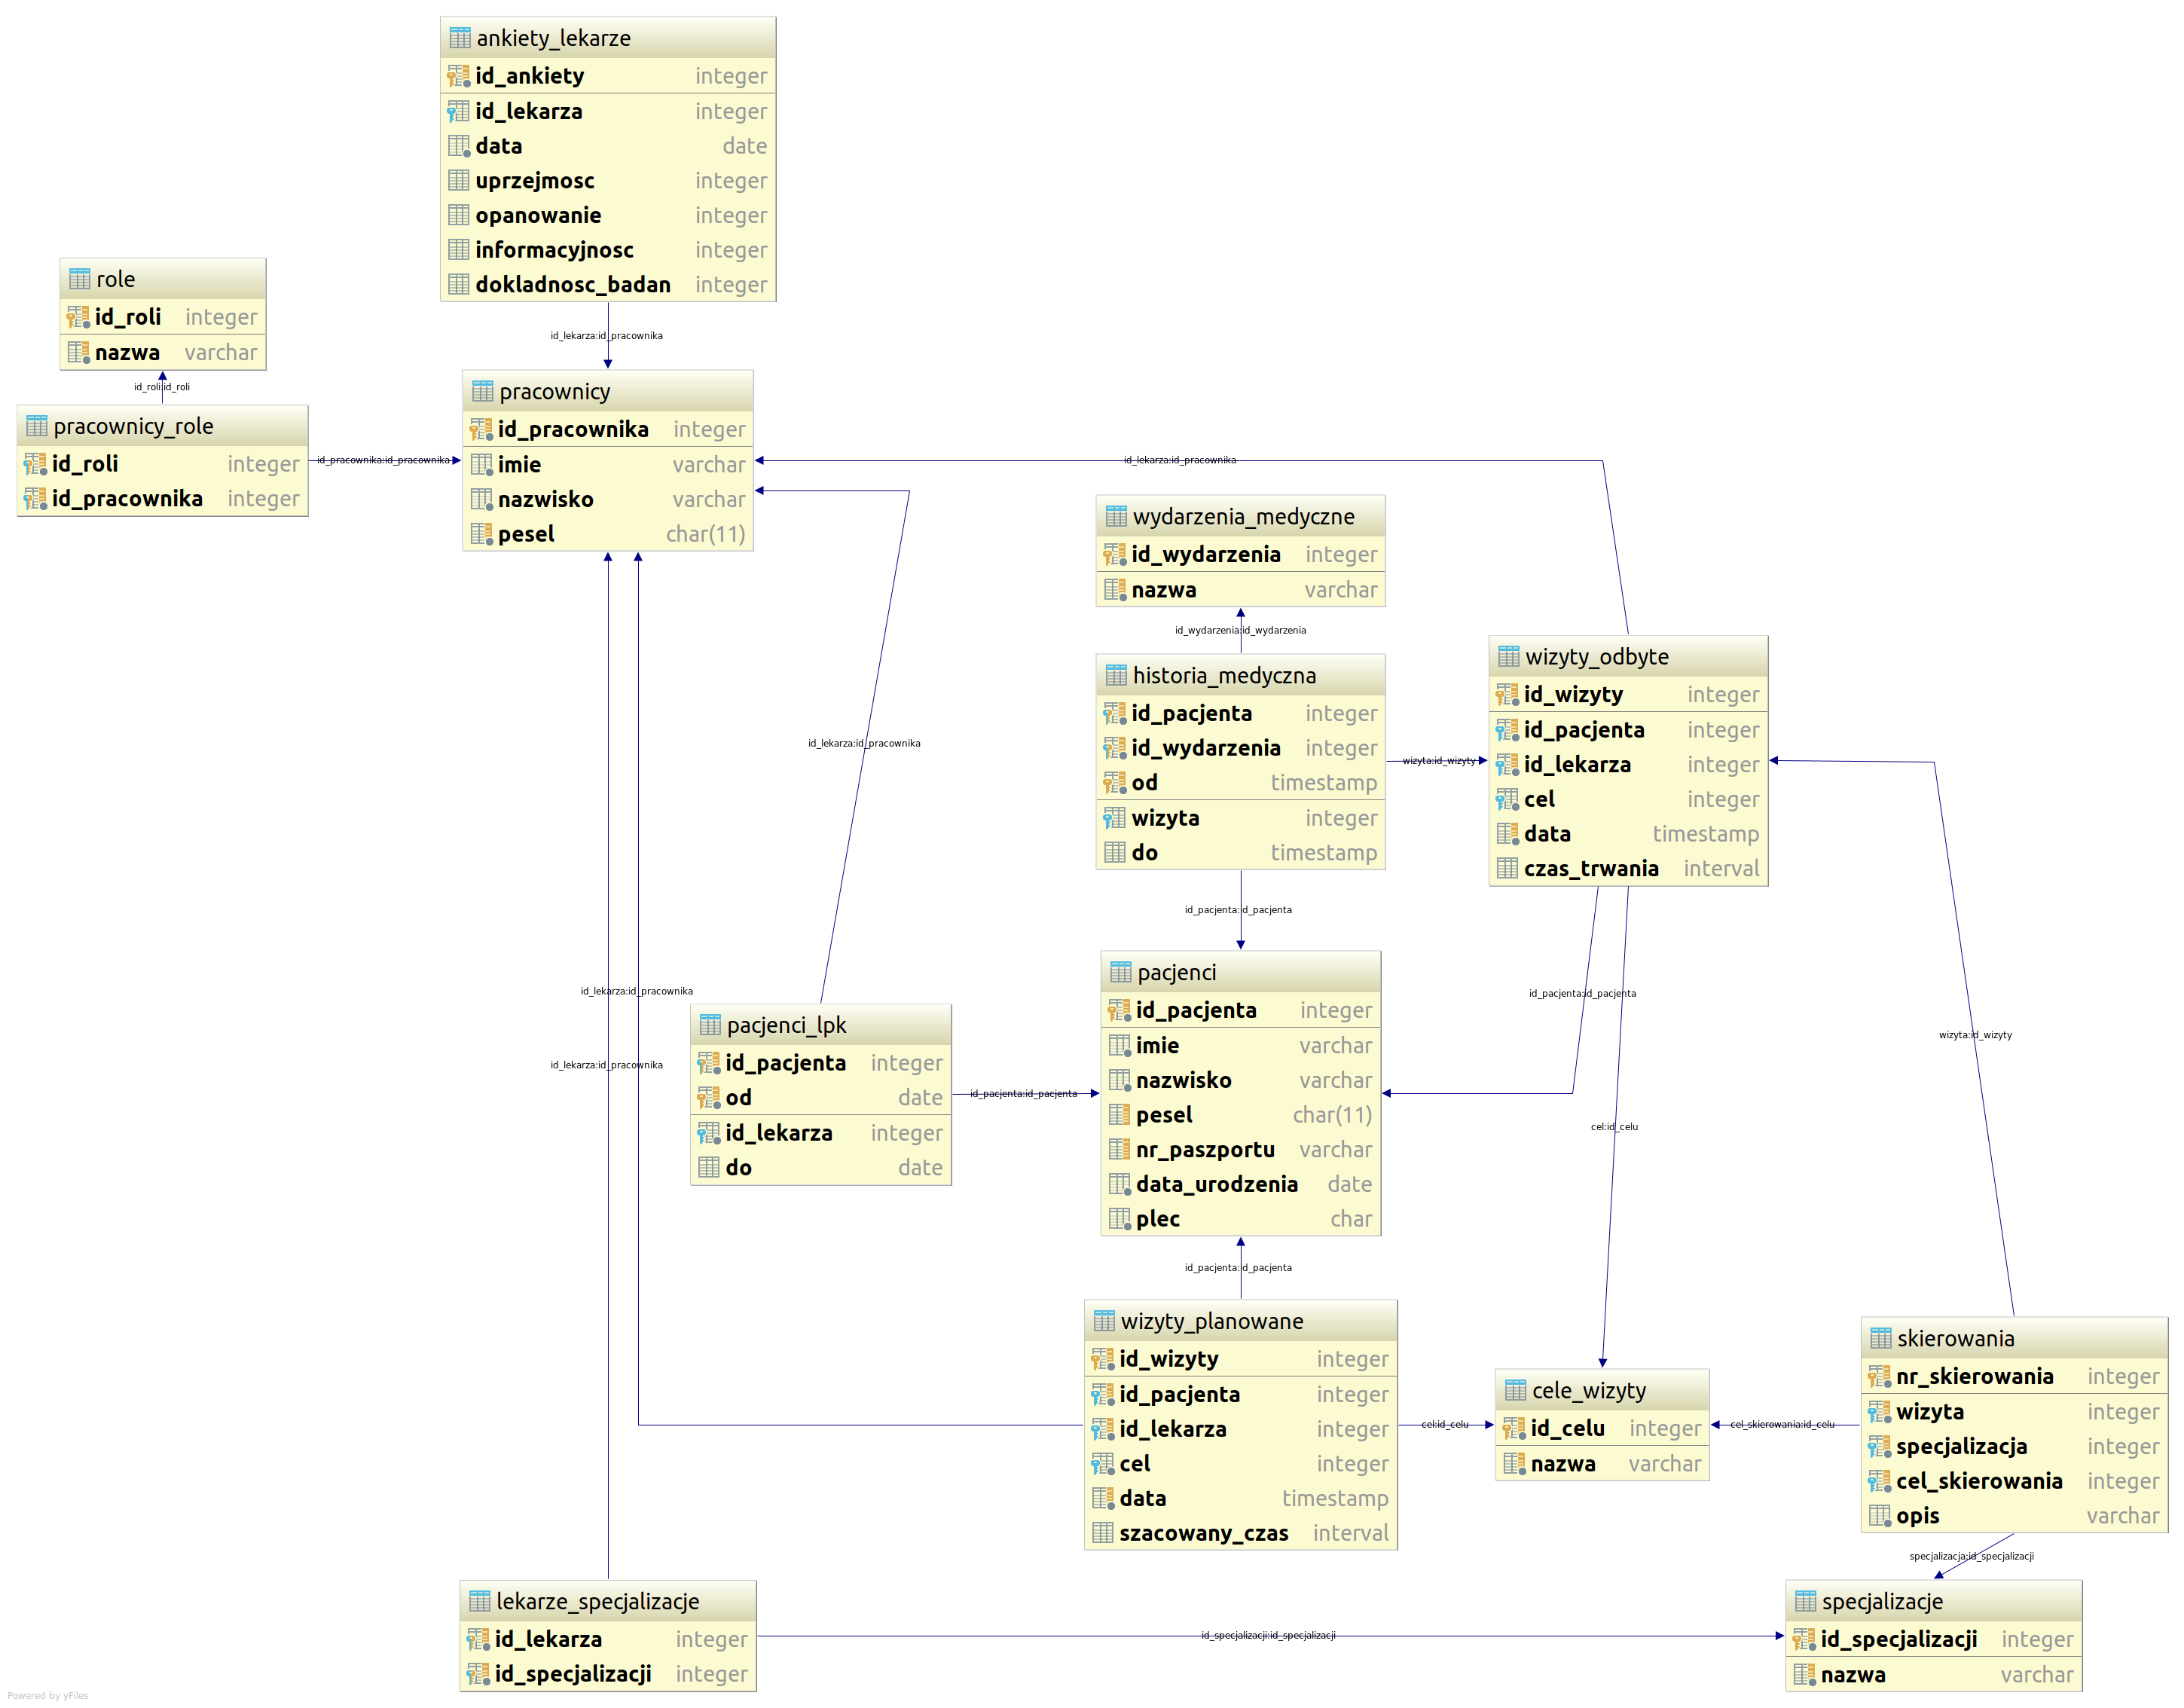 ankiety_lekarze
id_ankiety integer
id_lekarza integer
data date
uprzejmosc integer
opanowanie integer
informacyjnosc integer
dokladnosc_badan integer
id_lekarza:id_pracownika
role
id_roli integer
nazwa varchar
id_roli:id_roli
pracownicy_role
id_roli integer
id_pracownika integer
id_pracownika:id_pracownika
pracownicy
id_pracownika integer
imie varchar
nazwisko varchar
pesel char(11)
id_lekarza:id_pracownika
wydarzenia_medyczne
id_wydarzenia integer
nazwa varchar
id_wydarzenia:id_wydarzenia
historia_medyczna
id_pacjenta integer
id_wydarzenia integer
od timestamp
wizyta integer
do timestamp
wizyta:id_wizyty
wizyty_odbyte
id_wizyty integer
id_pacjenta integer
id_lekarza integer
cel integer
data timestamp
czas_trwania interval
id_lekarza:id_pracownika
id_pacjenta:id_pacjenta
id_lekarza:id_pracownika
id_lekarza:id_pracownika
pacjenci_lpk
id_pacjenta integer
od date
id_lekarza integer
do date
id_pacjenta:id_pacjenta
pacjenci
id_pacjenta integer
imie varchar
nazwisko varchar
pesel char(11)
nr_paszportu varchar
data_urodzenia date
plec char
id_pacjenta:id_pacjenta
cel:id_celu
wizyta:id_wizyty
id_pacjenta:id_pacjenta
wizyty_planowane
id_wizyty integer
id_pacjenta integer
id_lekarza integer
cel integer
data timestamp
szacowany_czas interval
cel:id_celu
cele_wizyty
id_celu integer
nazwa varchar
cel_skierowania:id_celu
skierowania
nr_skierowania integer
wizyta integer
specjalizacja integer
cel_skierowania integer
opis varchar
specjalizacja:id_specjalizacji
lekarze_specjalizacje
id_lekarza integer
id_specjalizacji integer
id_specjalizacji:id_specjalizacji
specjalizacje
id_specjalizacji integer
nazwa varchar
Powered by yFiles